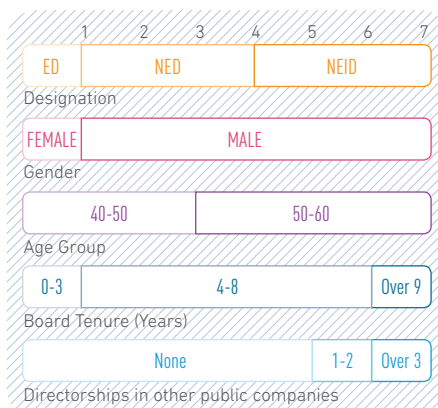 1 2 3 4 5 6 7
ED NED NEID
Designation
FEMALE MALE
Gender
40-50 50-60
Age Group
0-3 4-8 Over 9
Board Tenure (Years)
None 1-2 Over 3
Directorships in other public companies